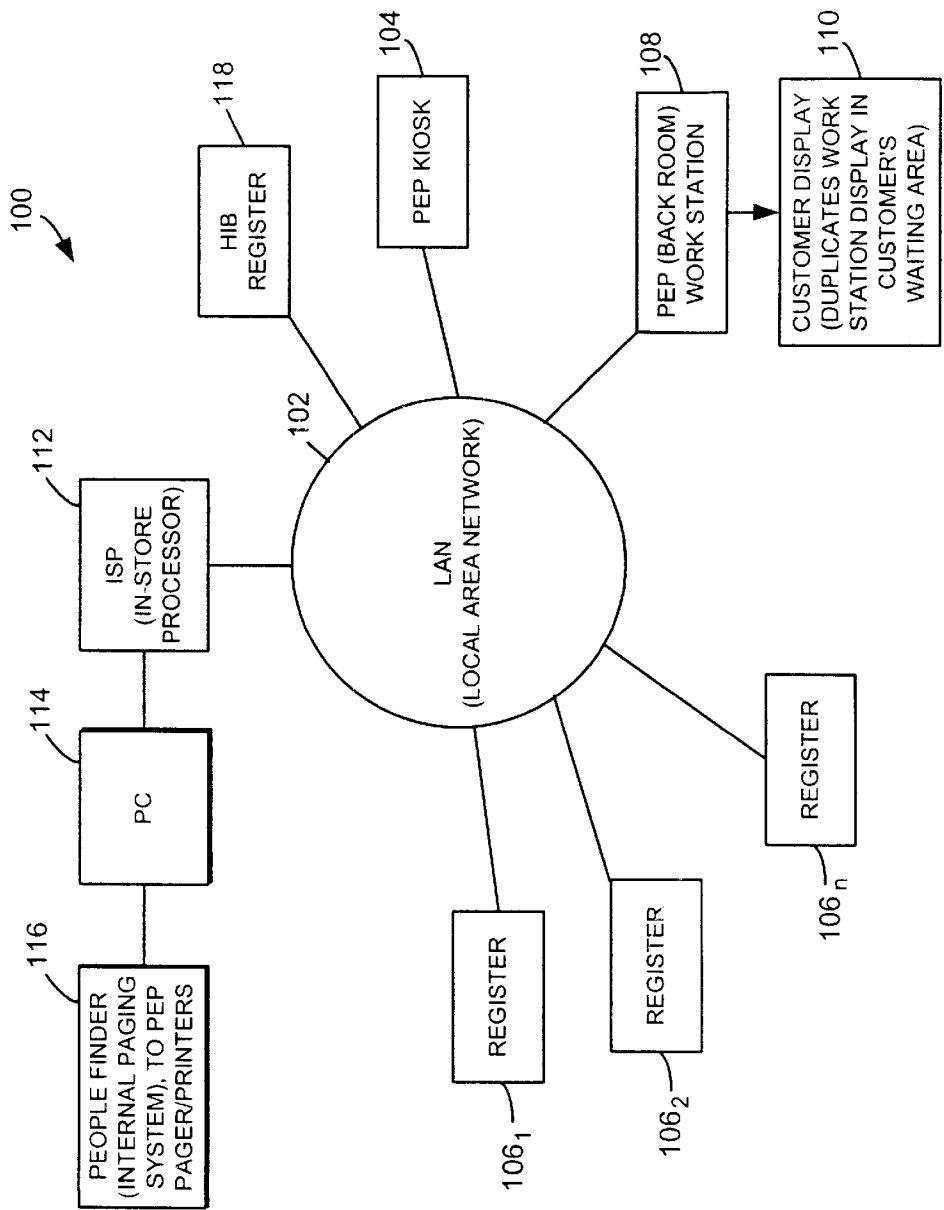 100
116
PEOPLE FINDER
(INTERNAL PAGING
SYSTEM), TO PEP
PAGER/PRINTERS
114
PC
112
ISP
(IN-STORE
PROCESSOR)
118
HIB
REGISTER
102
LAN
(LOCAL AREA NETWORK)
104
PEP KIOSK
REGISTER
106₁
REGISTER
106₂
REGISTER
106ₙ
108
PEP (BACK ROOM)
WORK STATION
110
CUSTOMER DISPLAY
(DUPLICATES WORK
STATION DISPLAY IN
CUSTOMER'S
WAITING AREA)